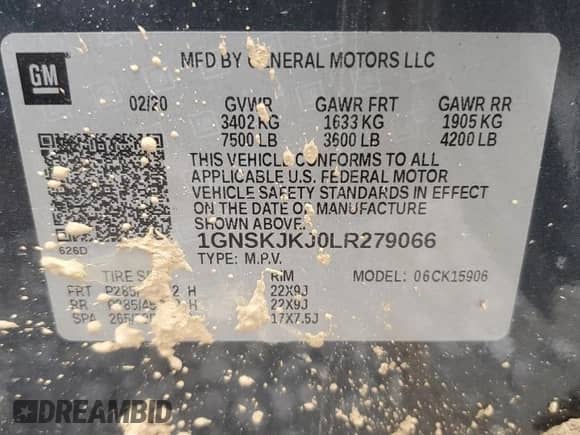 GM
MFD BY GENERAL MOTORS LLC
02/20 GVWR GAWR FRT GAWR RR
3402 KG 1633 KG 1905 KG
7500 LB 3600 LB 4200 LB
THIS VEHICLE CONFORMS TO ALL
APPLICABLE U.S. FEDERAL MOTOR
VEHICLE SAFETY STANDARDS IN EFFECT
ON THE DATE OF MANUFACTURE
SHOWN ABOVE.
626D 1GNSKJKJ0LR279066
TYPE: M.P.V.
TIRE RIM MODEL: 06CK15906
FRT H 22X9J
RR H 22X9J
SPA 17X7.5J
DREAMBID